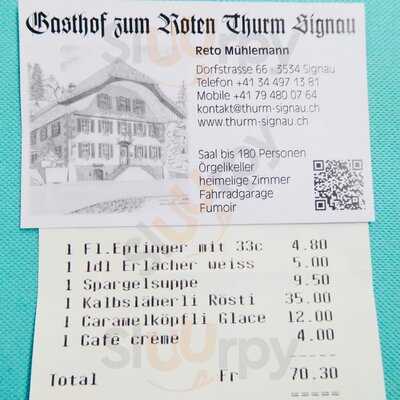 Gasthof zum Roten Thurm Signau
Reto Mühlemann
Dorfstrasse 66 - 3534 Signau
Telefon +41 34 497 13 81
Mobile +41 79 480 07 64
kontakt@thurm-signau.ch
www.thurm-signau.ch
Saal bis 180 Personen
Örgelikeller
heimelige Zimmer
Fahrradgarage
Fumoir
1 Fl.Eptinger mit 33c 4.80
1 1dl Erlacher weiss 5.00
1 Spargelsuppe 9.50
1 Kalbsläberli Rösti 35.00
1 Caramelköpfli Glace 12.00
1 Café crème 4.00
Total Fr 70.30
sluurpy
sluurpy